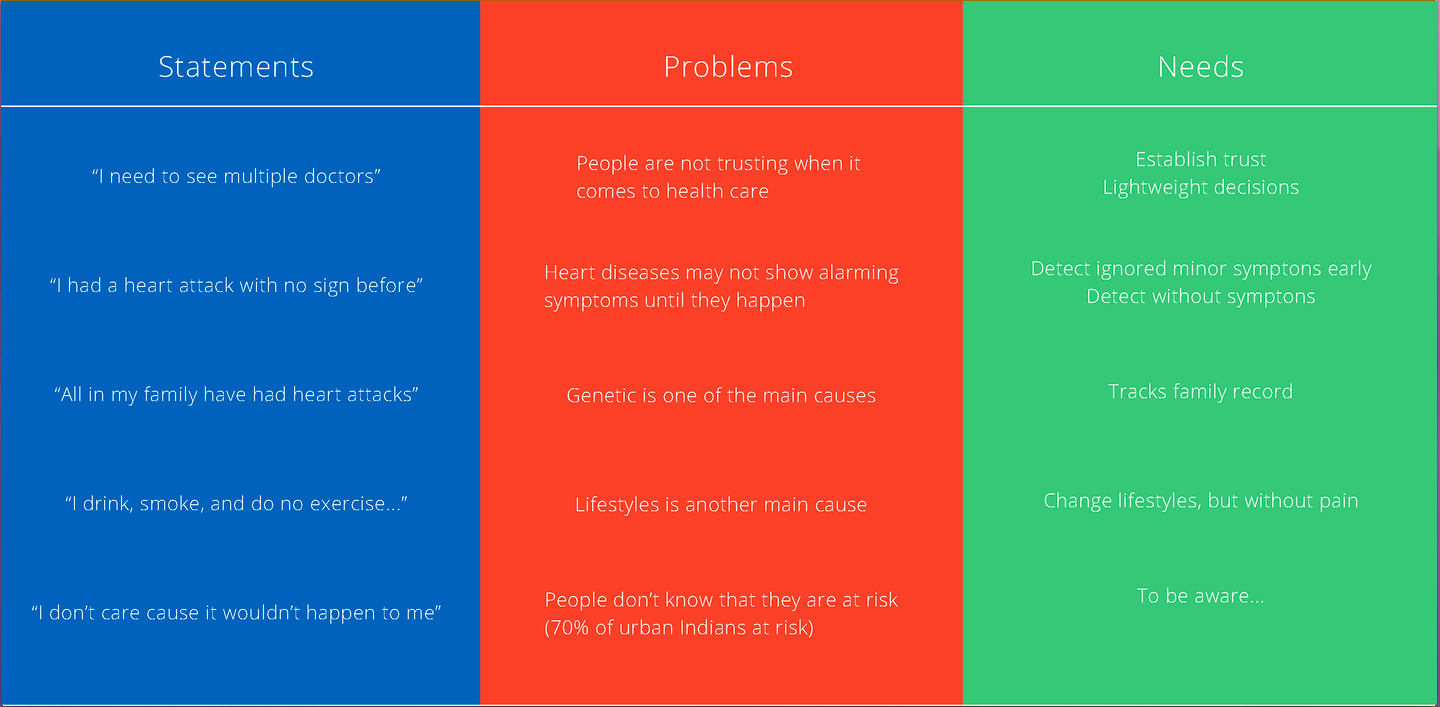 Statements
Problems
Needs
“I need to see multiple doctors”
People are not trusting when it
comes to health care
Establish trust
Lightweight decisions
“I had a heart attack with no sign before”
Heart diseases may not show alarming
symptoms until they happen
Detect ignored minor symptons early
Detect without symptons
“All in my family have had heart attacks”
Genetic is one of the main causes
Tracks family record
“I drink, smoke, and do no exercise...”
Lifestyles is another main cause
Change lifestyles, but without pain
“I don’t care cause it wouldn’t happen to me”
People don’t know that they are at risk
(70% of urban Indians at risk)
To be aware...